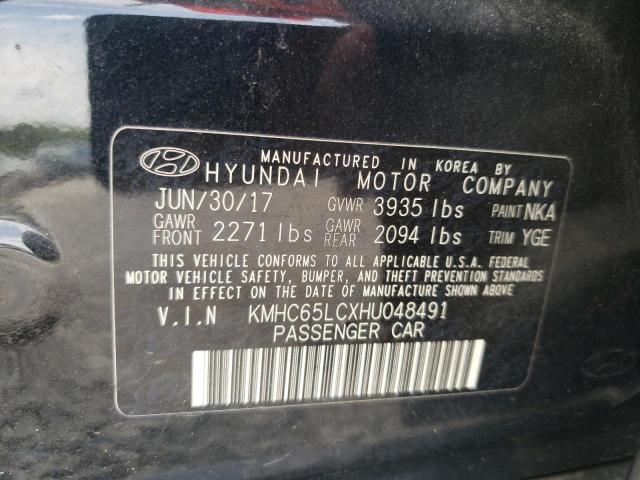 MANUFACTURED IN KOREA BY
HYUNDAI MOTOR COMPANY
JUN/30/17 GVWR 3935 lbs PAINT NKA
GAWR FRONT 2271 lbs GAWR REAR 2094 lbs TRIM YGE
THIS VEHICLE CONFORMS TO ALL APPLICABLE U.S.A. FEDERAL
MOTOR VEHICLE SAFETY, BUMPER, AND THEFT PREVENTION STANDARDS
IN EFFECT ON THE DATE OF MANUFACTURE SHOWN ABOVE
V.I.N KMHC65LCXHU048491
PASSENGER CAR